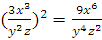 (3x³/y²z)² = 9x⁶/y⁴z²